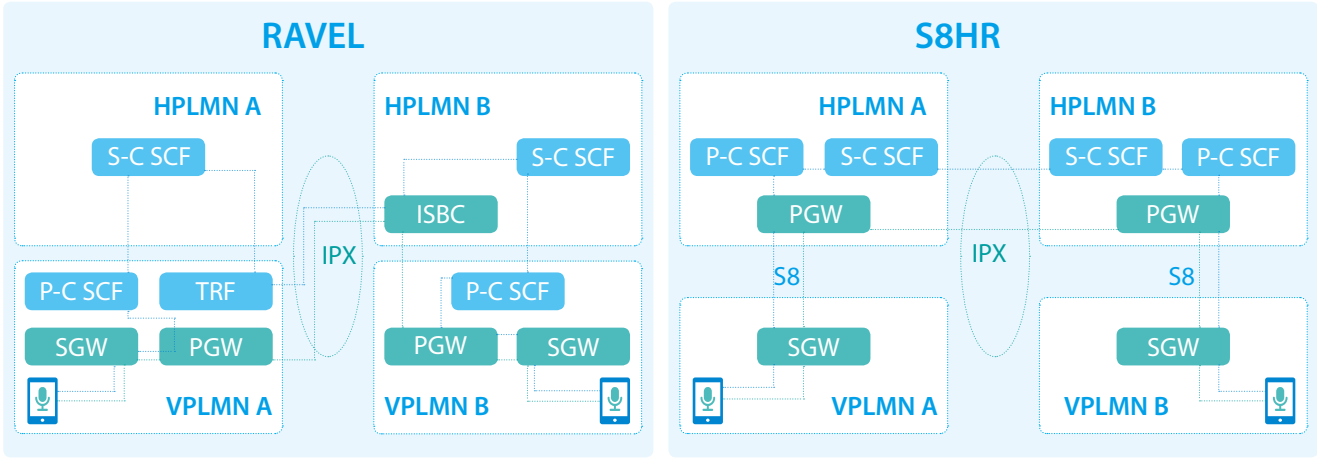 RAVEL
HPLMN A
S-C SCF
HPLMN B
S-C SCF
ISBC
IPX
P-C SCF
TRF
SGW
PGW
VPLMN A
P-C SCF
PGW
SGW
VPLMN B
S8HR
HPLMN A
P-C SCF
S-C SCF
PGW
HPLMN B
S-C SCF
P-C SCF
PGW
IPX
S8
S8
SGW
VPLMN A
SGW
VPLMN B